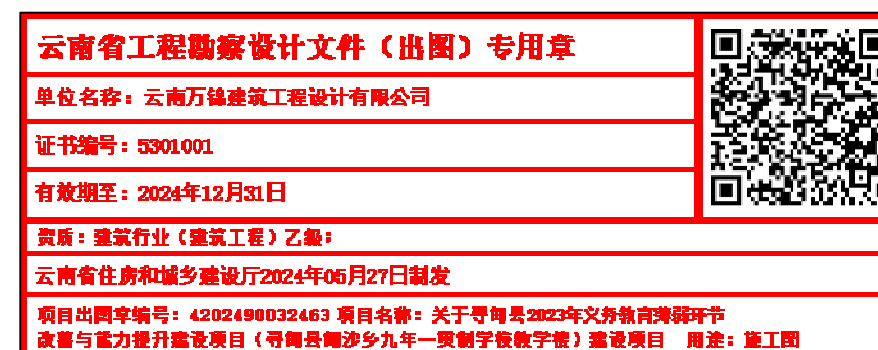 云南省工程勘察设计文件（出图）专用章
单位名称：云南万锦建筑工程设计有限公司
证书编号：5301001
有效期至：2024年12月31日
资质：建筑行业（建筑工程）乙级；
云南省住房和城乡建设厅2024年05月27日制发
项目出图章编号：4202490032463 项目名称：关于寻甸县2023年义务教育薄弱环节
改善与能力提升建设项目（寻甸县甸沙乡九年一贯制学校教学楼）建设项目 用途：施工图